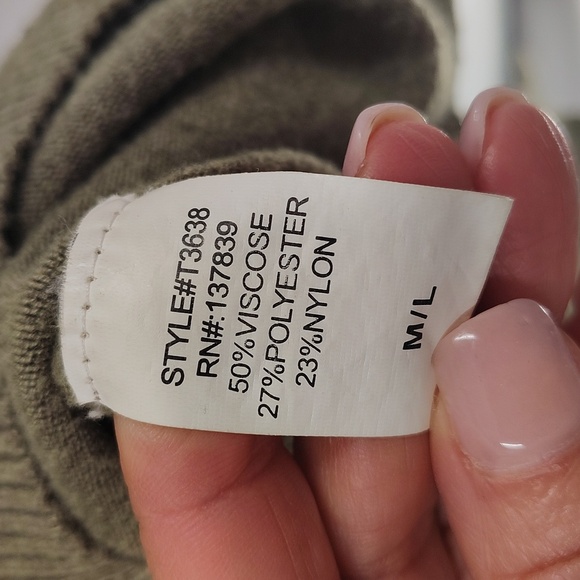 STYLE#T3638
RN#:137839
50%VISCOSE
27%POLYESTER
23%NYLON
M/L